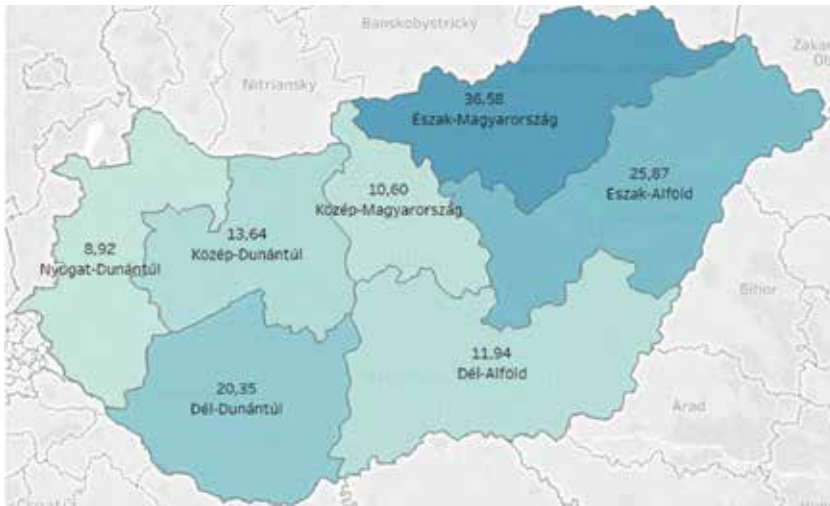 Banskobystrický
Nitriansky
36,58
Észak-Magyarország
25,87
Észak-Alföld
10,60
Közép-Magyarország
13,64
Közép-Dunántúl
8,92
Nyugat-Dunántúl
Bihor
11,94
Dél-Alföld
20,35
Dél-Dunántúl
Arad